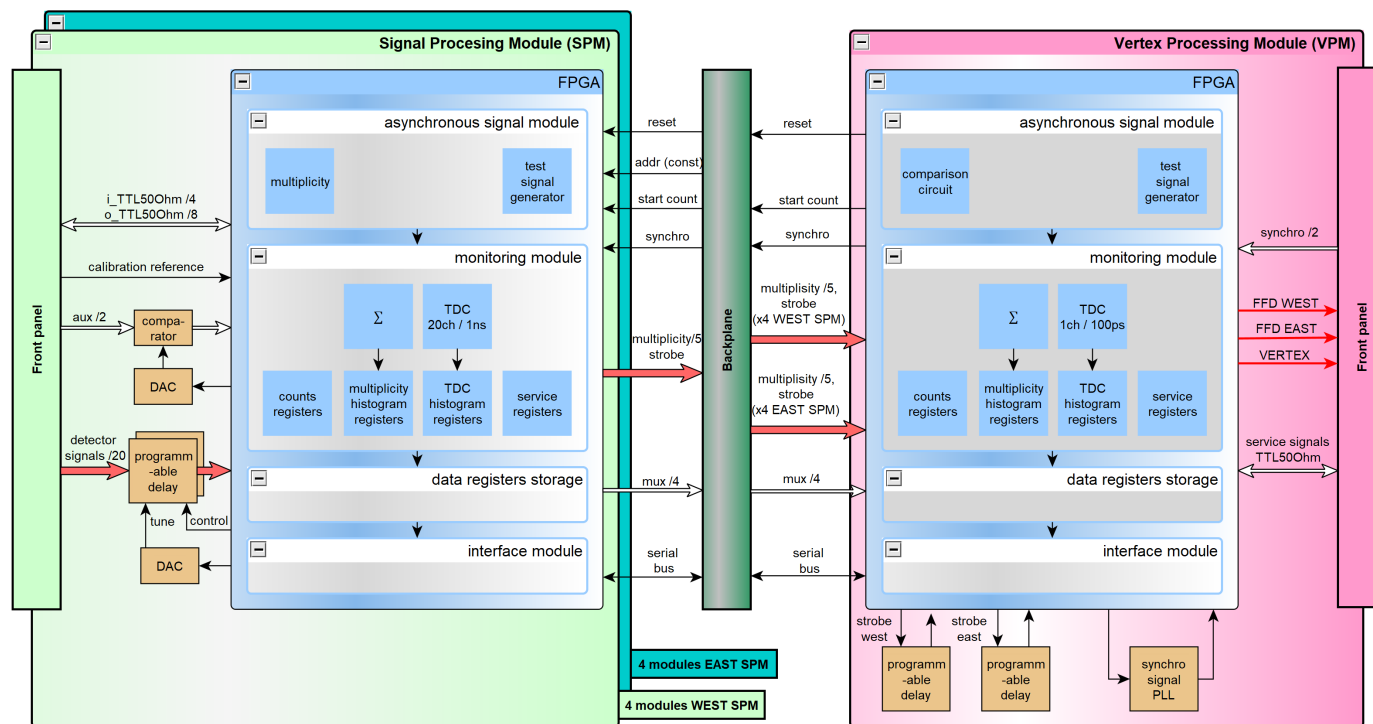 Signal Procesing Module (SPM)
Front panel
i_TTL50Ohm /4
o_TTL50Ohm /8
calibration reference
aux /2
compa-
rator
DAC
detector
signals /20
programm
-able
delay
tune
control
DAC
FPGA
asynchronous signal module
multiplicity
test
signal
generator
monitoring module
Σ
TDC
20ch / 1ns
counts
registers
multiplicity
histogram
registers
TDC
histogram
registers
service
registers
data registers storage
interface module
4 modules EAST SPM
4 modules WEST SPM
reset
addr (const)
start count
synchro
multiplicity/5
strobe
mux /4
serial
bus
Backplane
reset
start count
synchro
multiplisity /5,
strobe
(x4 WEST SPM)
multiplisity /5,
strobe
(x4 EAST SPM)
mux /4
serial
bus
Vertex Processing Module (VPM)
FPGA
asynchronous signal module
comparison
circuit
test
signal
generator
monitoring module
Σ
TDC
1ch / 100ps
counts
registers
multiplicity
histogram
registers
TDC
histogram
registers
service
registers
data registers storage
interface module
strobe
west
programm
-able
delay
strobe
east
programm
-able
delay
synchro
signal
PLL
synchro /2
FFD WEST
FFD EAST
VERTEX
service signals
TTL50Ohm
Front panel